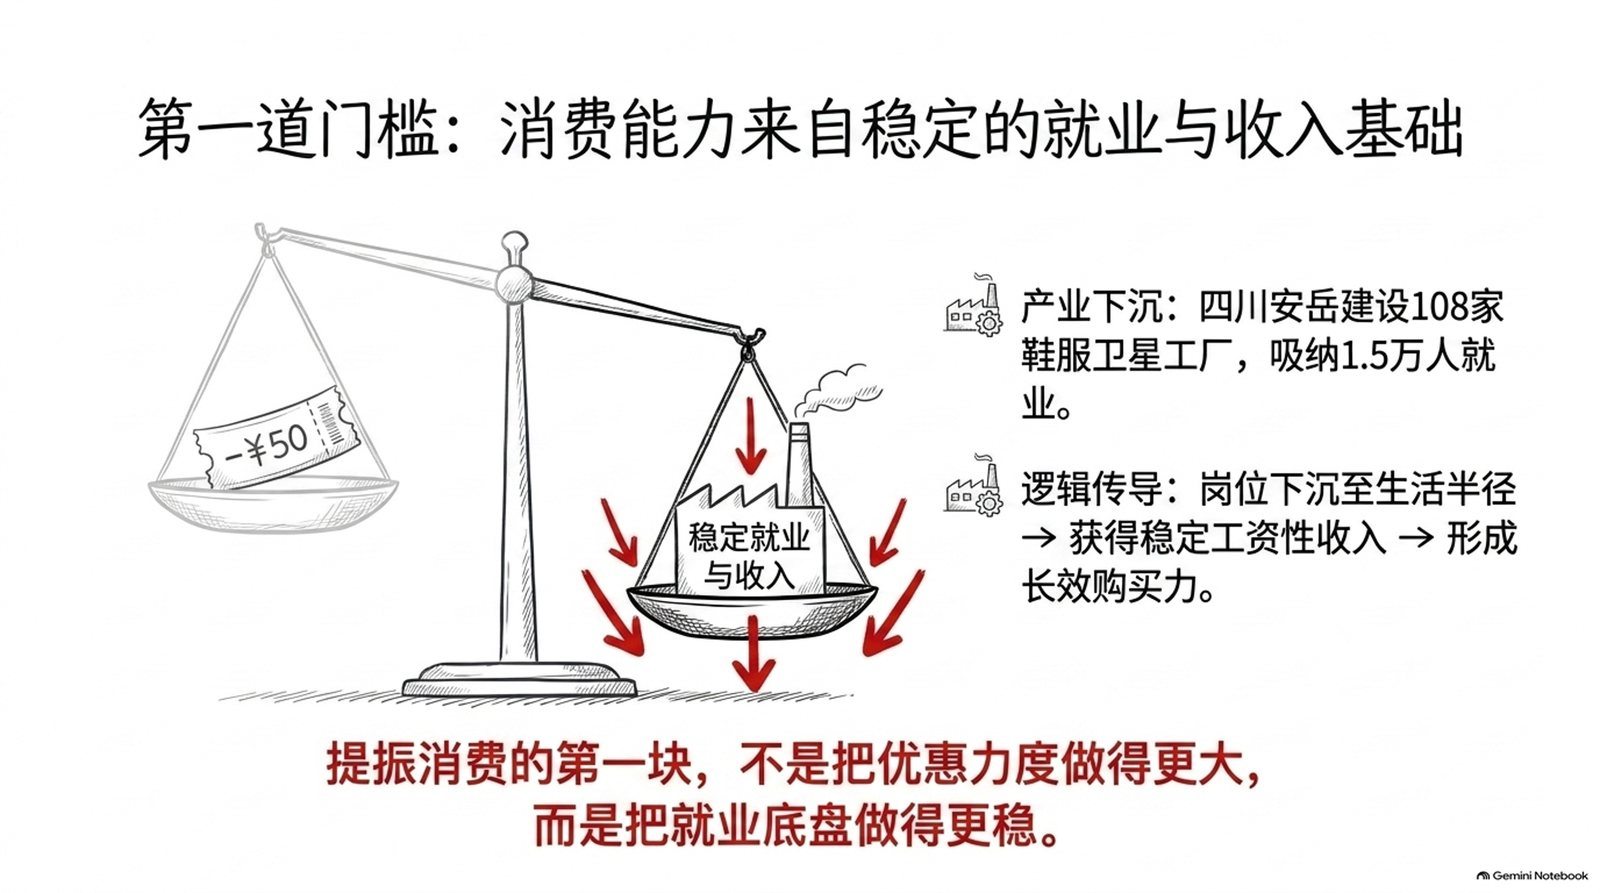 第一道门槛：消费能力来自稳定的就业与收入基础
-¥50
稳定就业
与收入
产业下沉：四川安岳建设108家
鞋服卫星工厂，吸纳1.5万人就
业。
逻辑传导：岗位下沉至生活半径
→ 获得稳定工资性收入 → 形成
长效购买力。
提振消费的第一块，不是把优惠力度做得更大，
而是把就业底盘做得更稳。
Gemini Notebook